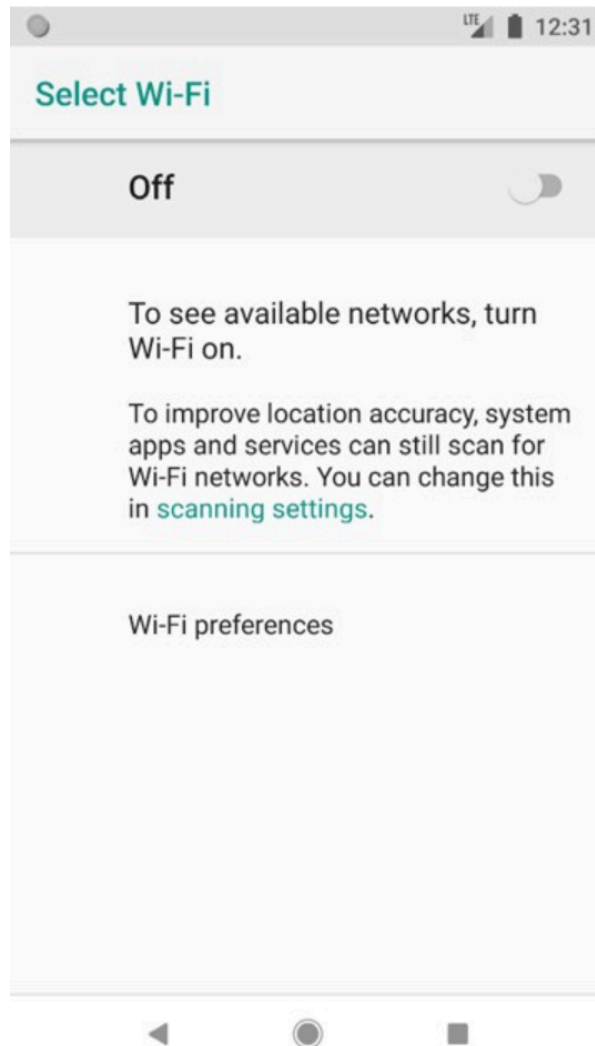 LTE 12:31
Select Wi-Fi
Off
To see available networks, turn
Wi-Fi on.
To improve location accuracy, system
apps and services can still scan for
Wi-Fi networks. You can change this
in scanning settings.
Wi-Fi preferences